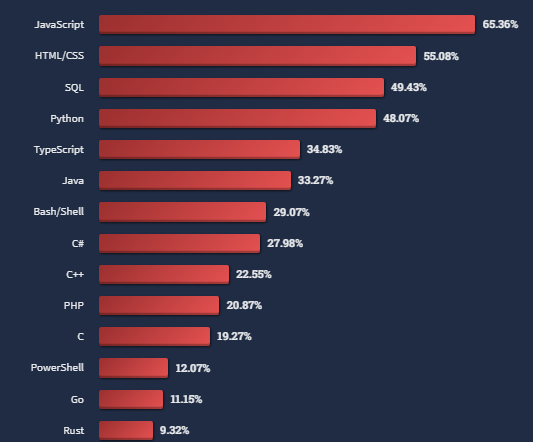 JavaScript 65.36%
HTML/CSS 55.08%
SQL 49.43%
Python 48.07%
TypeScript 34.83%
Java 33.27%
Bash/Shell 29.07%
C# 27.98%
C++ 22.55%
PHP 20.87%
C 19.27%
PowerShell 12.07%
Go 11.15%
Rust 9.32%